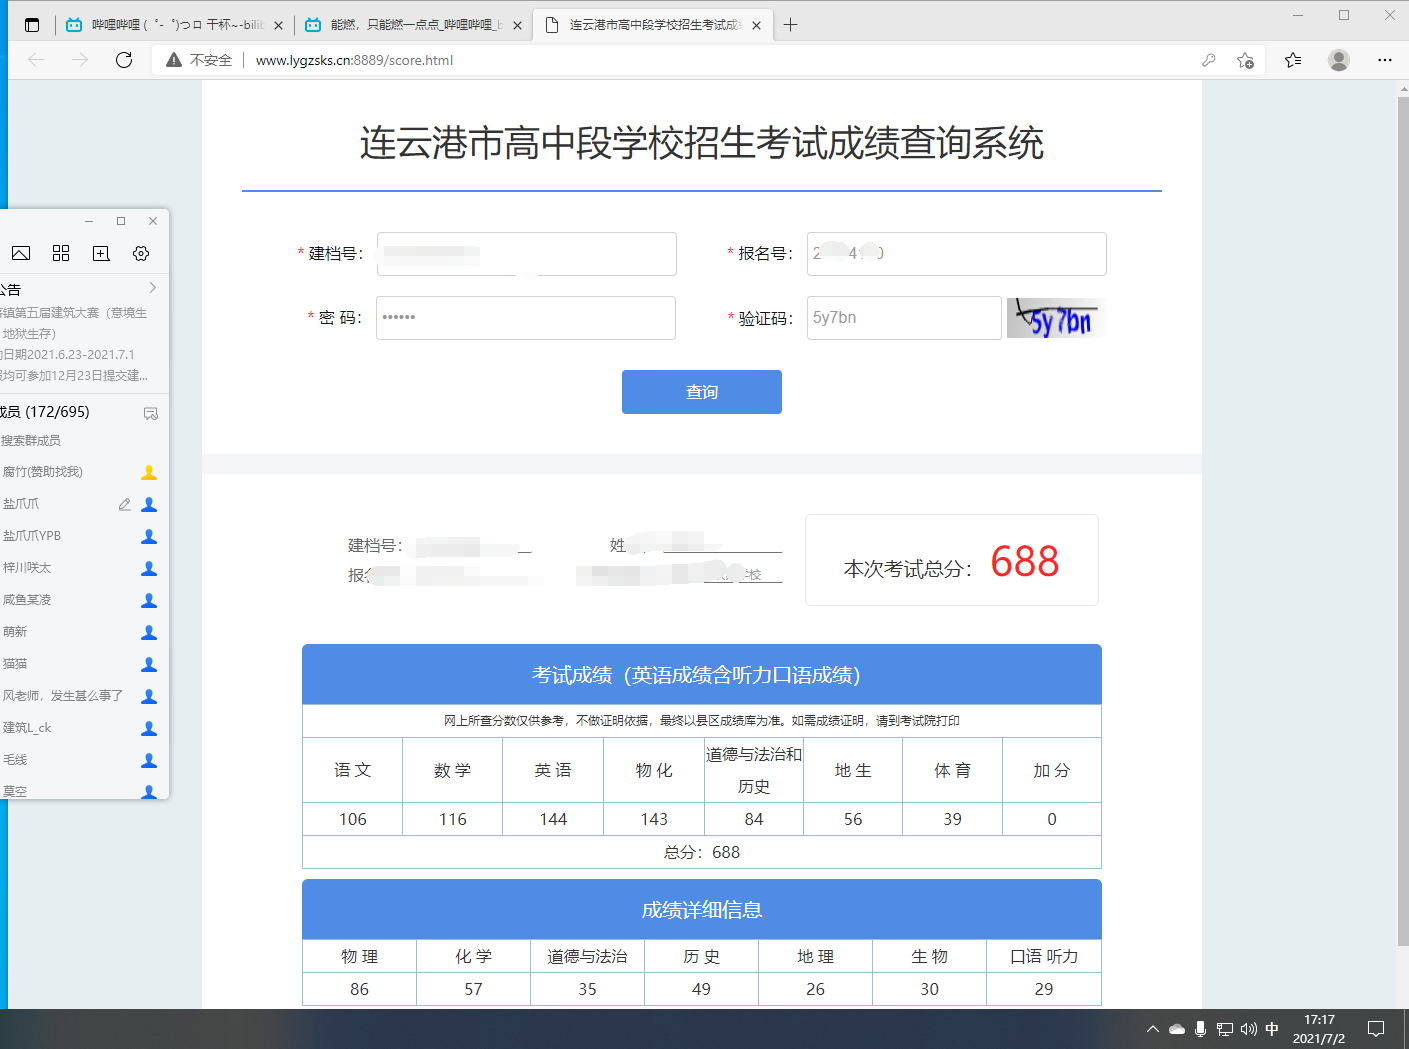 哔哩哔哩 (゜-゜)つロ 干杯~-bili
能燃，只能燃一点点_哔哩哔哩_b
连云港市高中段学校招生考试成绩
不安全
www.lygzsks.cn:8889/score.html
连云港市高中段学校招生考试成绩查询系统
* 建档号：
* 报名号：
* 密 码：
••••••
* 验证码：
5y7bn
5y7bn
查询
公告
镇第五届建筑大赛（意境生
地狱生存）
日期2021.6.23-2021.7.1
均可参加12月23日提交建...
成员 (172/695)
搜索群成员
腐竹(赞助找我)
盐爪爪
盐爪爪YPB
梓川咲太
咸鱼某凌
萌新
猫猫
风老师，发生甚么事了
建筑L_ck
毛线
莫空
建档号：
姓
报名
学校
本次考试总分： 688
考试成绩（英语成绩含听力口语成绩）
网上所查分数仅供参考，不做证明依据，最终以县区成绩库为准。如需成绩证明，请到考试院打印
语 文 数 学 英 语 物 化 道德与法治和历史 地 生 体 育 加 分
106 116 144 143 84 56 39 0
总分：688
成绩详细信息
物 理 化 学 道德与法治 历 史 地 理 生 物 口语 听力
86 57 35 49 26 30 29
中
17:17
2021/7/2